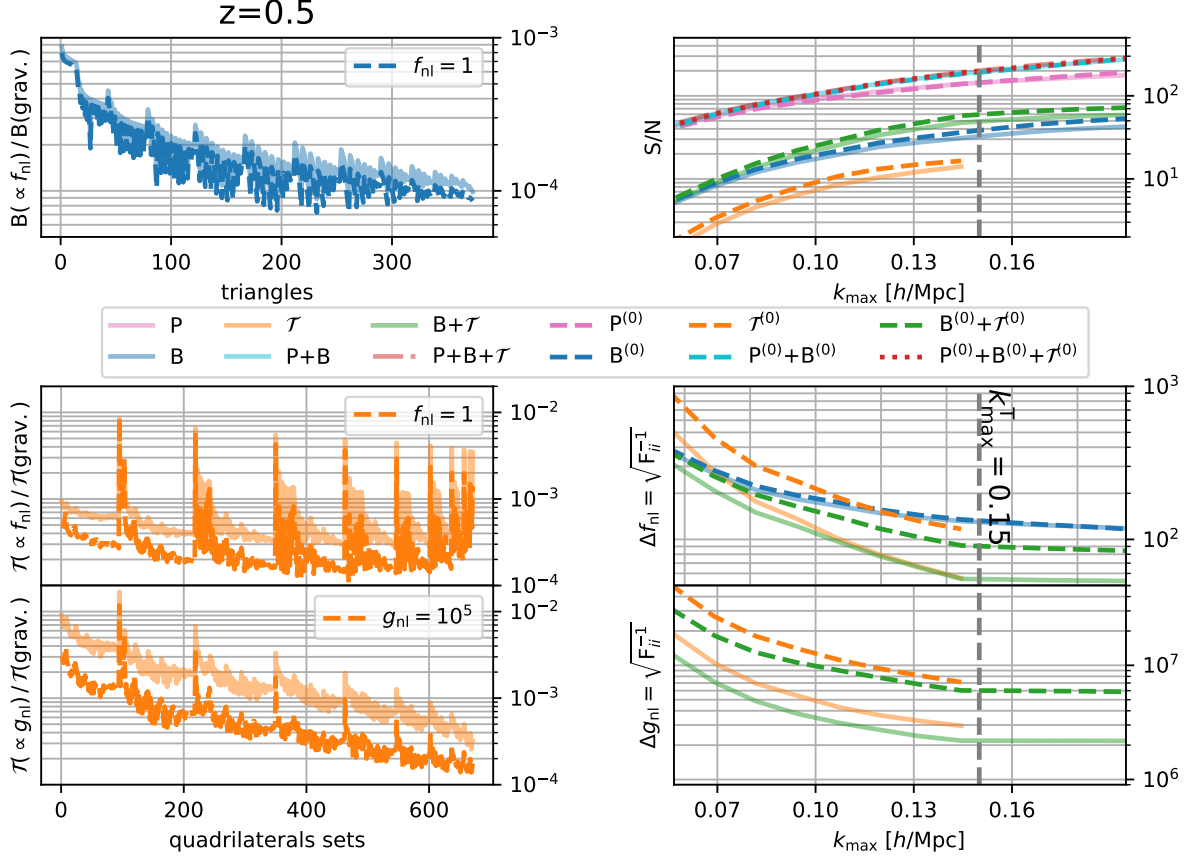 z=0.5
B( ∝ f_nl) / B(grav.)
f_nl = 1
10^−3
10^−4
0 100 200 300
triangles
S/N
10^2
10^1
0.07 0.10 0.13 0.16
k_max [h/Mpc]
P 𝒯 B+𝒯 P^(0) 𝒯^(0) B^(0)+𝒯^(0)
B P+B P+B+𝒯 B^(0) P^(0)+B^(0) P^(0)+B^(0)+𝒯^(0)
𝒯( ∝ f_nl) / 𝒯(grav.)
f_nl = 1
10^−2
10^−3
10^−4
Δf_nl = √F_ii^−1
k_max^T = 0.15
10^3
10^2
𝒯( ∝ g_nl) / 𝒯(grav.)
g_nl = 10^5
10^−2
10^−3
10^−4
0 200 400 600
quadrilaterals sets
Δg_nl = √F_ii^−1
10^7
10^6
0.07 0.10 0.13 0.16
k_max [h/Mpc]